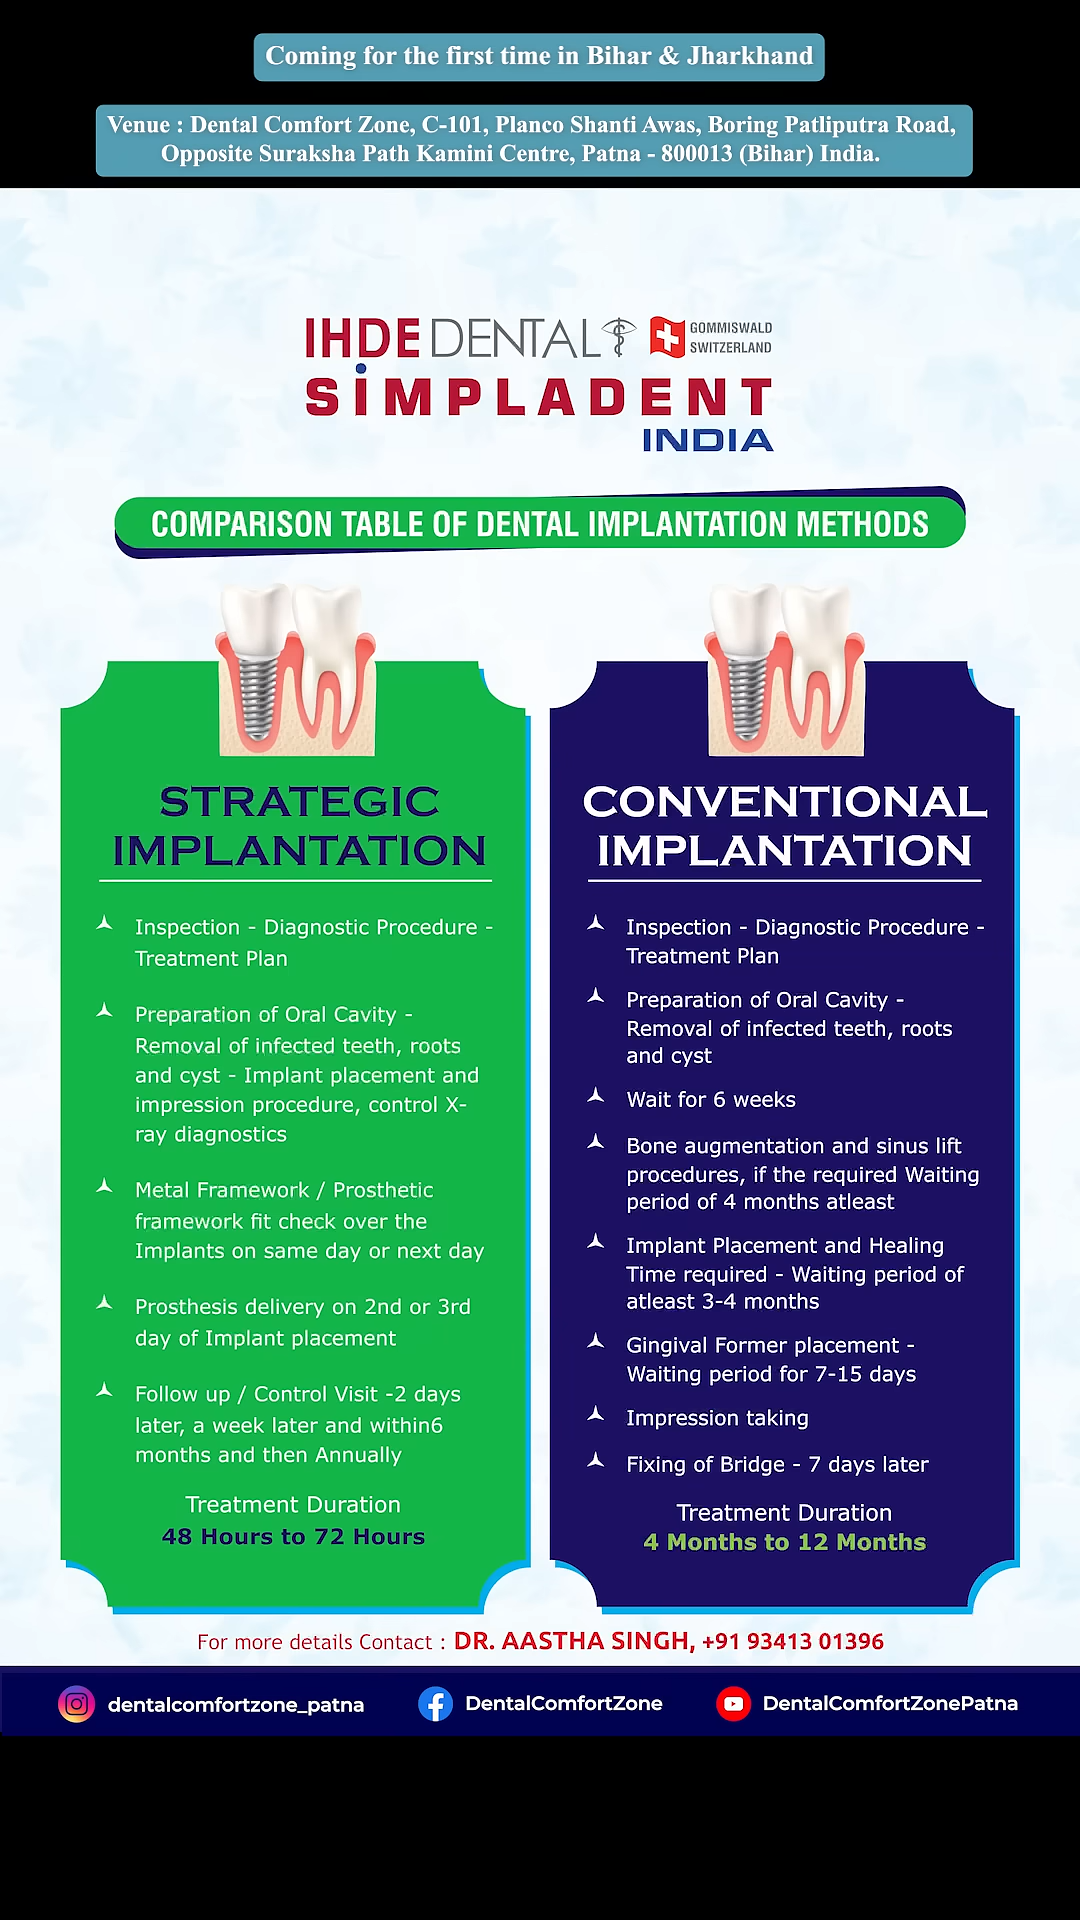 Coming for the first time in Bihar & Jharkhand
Venue : Dental Comfort Zone, C-101, Planco Shanti Awas, Boring Patliputra Road,
Opposite Suraksha Path Kamini Centre, Patna - 800013 (Bihar) India.
IHDE DENTAL
GOMMISWALD
SWITZERLAND
SIMPLADENT
INDIA
COMPARISON TABLE OF DENTAL IMPLANTATION METHODS
STRATEGIC
IMPLANTATION
Inspection - Diagnostic Procedure -
Treatment Plan
Preparation of Oral Cavity -
Removal of infected teeth, roots
and cyst - Implant placement and
impression procedure, control X-
ray diagnostics
Metal Framework / Prosthetic
framework fit check over the
Implants on same day or next day
Prosthesis delivery on 2nd or 3rd
day of Implant placement
Follow up / Control Visit -2 days
later, a week later and within6
months and then Annually
Treatment Duration
48 Hours to 72 Hours
CONVENTIONAL
IMPLANTATION
Inspection - Diagnostic Procedure -
Treatment Plan
Preparation of Oral Cavity -
Removal of infected teeth, roots
and cyst
Wait for 6 weeks
Bone augmentation and sinus lift
procedures, if the required Waiting
period of 4 months atleast
Implant Placement and Healing
Time required - Waiting period of
atleast 3-4 months
Gingival Former placement -
Waiting period for 7-15 days
Impression taking
Fixing of Bridge - 7 days later
Treatment Duration
4 Months to 12 Months
For more details Contact : DR. AASTHA SINGH, +91 93413 01396
dentalcomfortzone_patna
DentalComfortZone
DentalComfortZonePatna